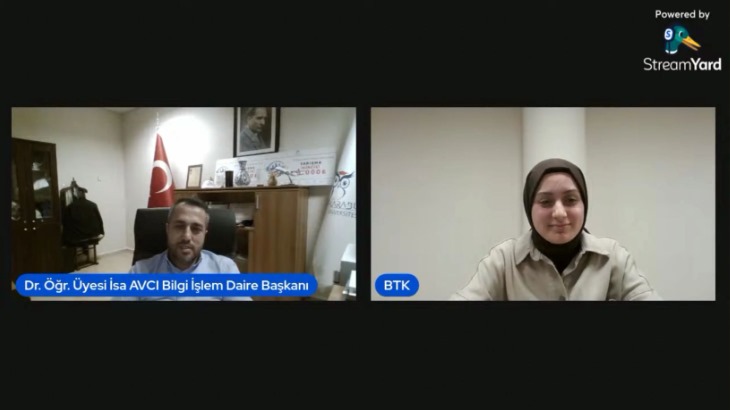 Powered by
StreamYard
Dr. Öğr. Üyesi İsa AVCI Bilgi İşlem Daire Başkanı
BTK